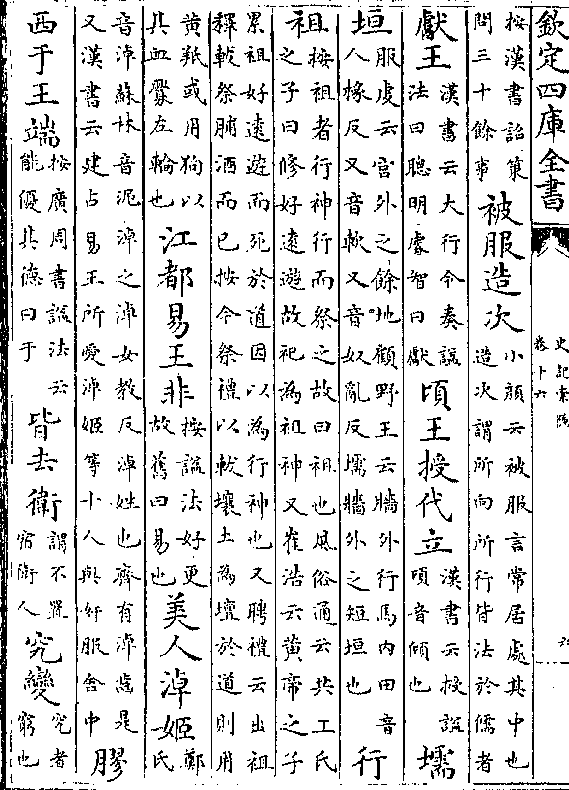 欽定四庫全書
史記索隱
卷十六
六
按漢書詔策
問三十餘事
被服造次
小顔云被服言常居處其中也
造次謂所向所行皆法於儒者
獻王
漢書云大行令奏諡
法曰聰明睿智曰獻
頃王授代立
漢書云授諡
頃音傾也
壖
垣
服虔云宫外之餘地顧野王云牆外行馬内田音
人椽反又音軟又音奴亂反壖牆外之短垣也
行
祖
按祖者行神行而祭之故曰祖也風俗通云共工氏
之子曰修好遠遊故祀為祖神又崔浩云黄帝之子
累祖好遠遊而死於道因以為行神也又聘禮云出祖
釋軷祭脯酒而已按今祭禮以軷壤土為壇於道則用
黄羝或用狗以
其血釁左輪也
江都易王非
按諡法好更
故舊曰易也
美人淖姬
鄭
氏
音淖蘇林音泥淖之淖女教反淖姓也齊有淖齒是
又漢書云建占易王所愛淖姬等十人與奸服舍中
膠
西于王端
按廣周書諡法云
能優其德曰于
皆去衛
謂不置
宿衛人
究變
究者
窮也